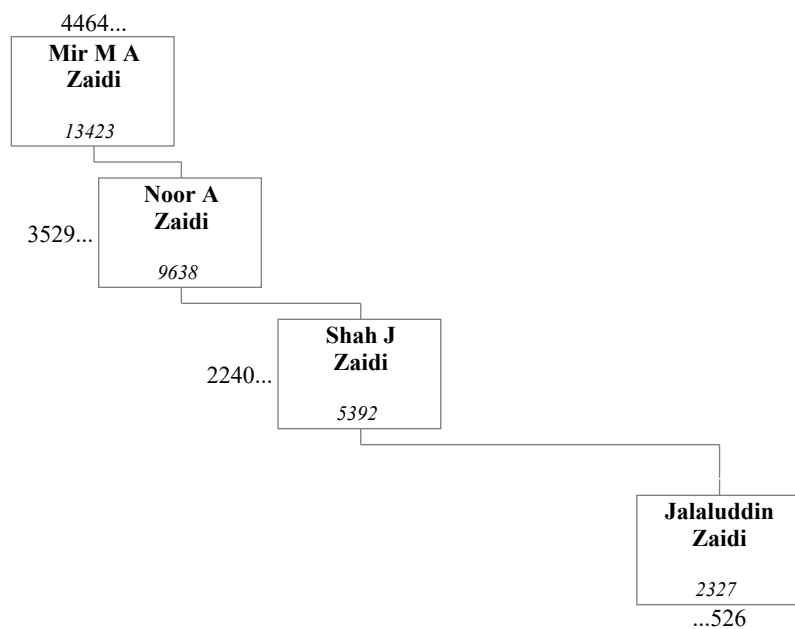 4464...
Mir M A
Zaidi
13423
Noor A
Zaidi
3529...
9638
Shah J
Zaidi
2240...
5392
Jalaluddin
Zaidi
2327
...526